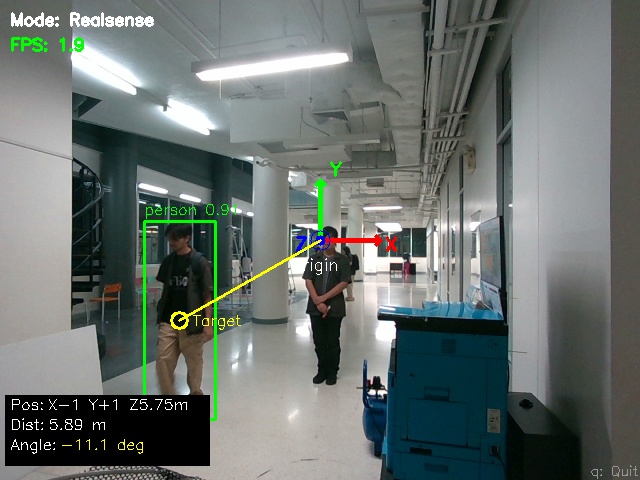 Mode: Realsense
FPS: 1.9
Y
person 0.9
Z
X
rigin
Target
Pos: X-1 Y+1 Z5.75m
Dist: 5.89 m
Angle: -11.1 deg
q: Quit